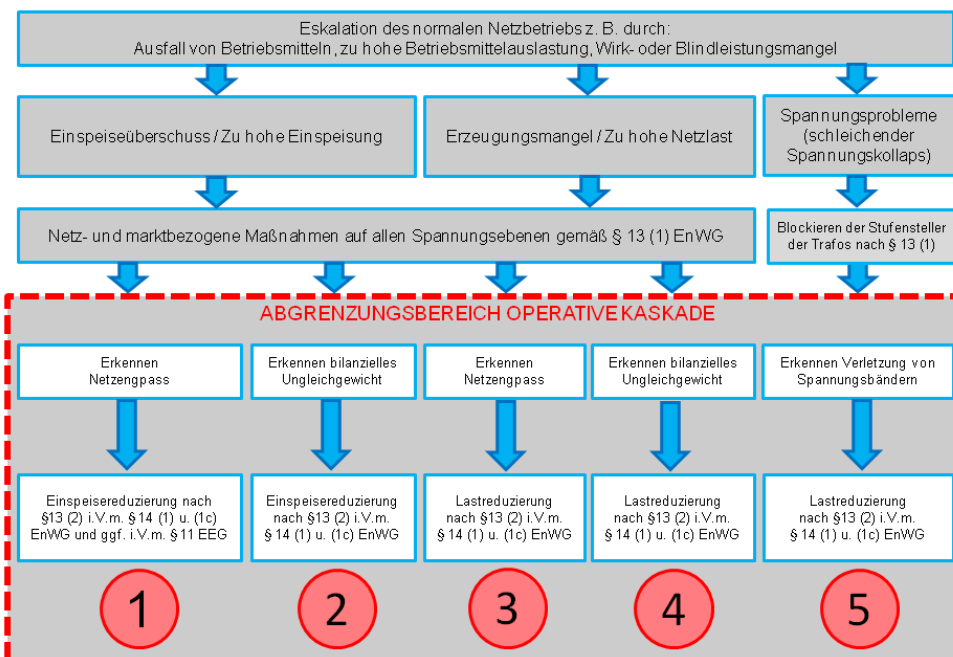 Eskalation des normalen Netzbetriebs z. B. durch:
Ausfall von Betriebsmitteln, zu hohe Betriebsmittelauslastung, Wirk- oder Blindleistungsmangel
Einspeiseüberschuss / Zu hohe Einspeisung
Erzeugungsmangel / Zu hohe Netzlast
Spannungsprobleme
(schleichender
Spannungskollaps)
Netz- und marktbezogene Maßnahmen auf allen Spannungsebenen gemäß § 13 (1) EnWG
Blockieren der Stufensteller
der Trafos nach § 13 (1)
ABGRENZUNGSBEREICH OPERATIVE KASKADE
Erkennen
Netzengpass
Erkennen bilanzielles
Ungleichgewicht
Erkennen
Netzengpass
Erkennen bilanzielles
Ungleichgewicht
Erkennen Verletzung von
Spannungsbändern
Einspeisereduzierung nach
§13 (2) i.V.m. § 14 (1) u. (1c)
EnWG und ggf. i.V.m. §11 EEG
Einspeisereduzierung
nach §13 (2) i.V.m.
§ 14 (1) u. (1c) EnWG
Lastreduzierung
nach §13 (2) i.V.m.
§ 14 (1) u. (1c) EnWG
Lastreduzierung
nach §13 (2) i.V.m.
§ 14 (1) u. (1c) EnWG
Lastreduzierung
nach §13 (2) i.V.m.
§ 14 (1) u. (1c) EnWG
1
2
3
4
5